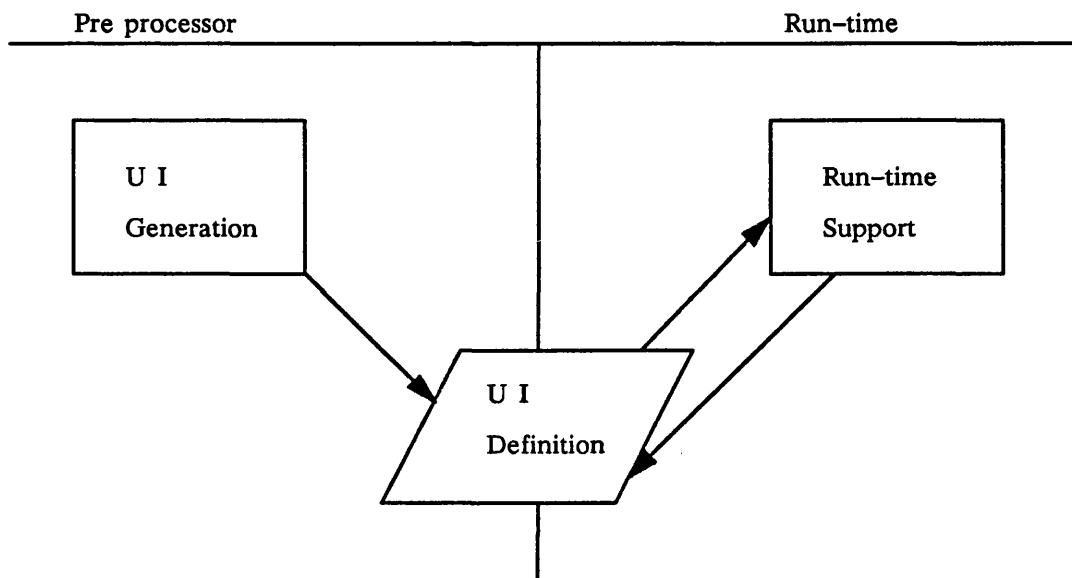 Pre processor
Run-time
U I
Generation
Run-time
Support
U I
Definition